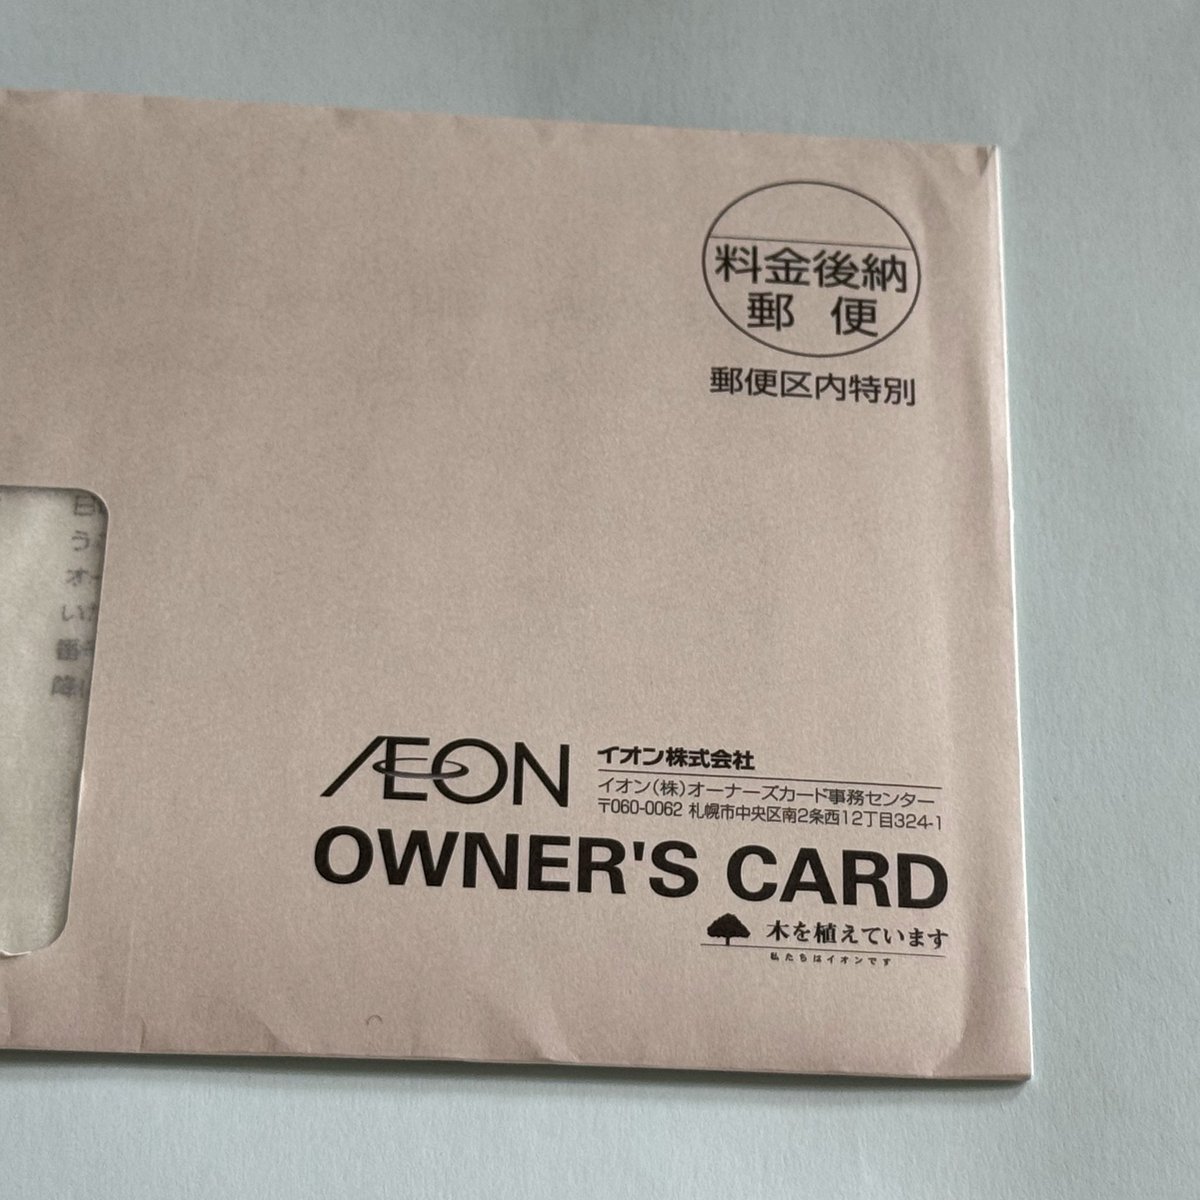 料金後納
郵便
郵便区内特別
ÆON
イオン株式会社
イオン(株)オーナーズカード事務センター
〒060-0062 札幌市中央区南2条西12丁目324-1
OWNER'S CARD
木を植えています
私たちはイオンです